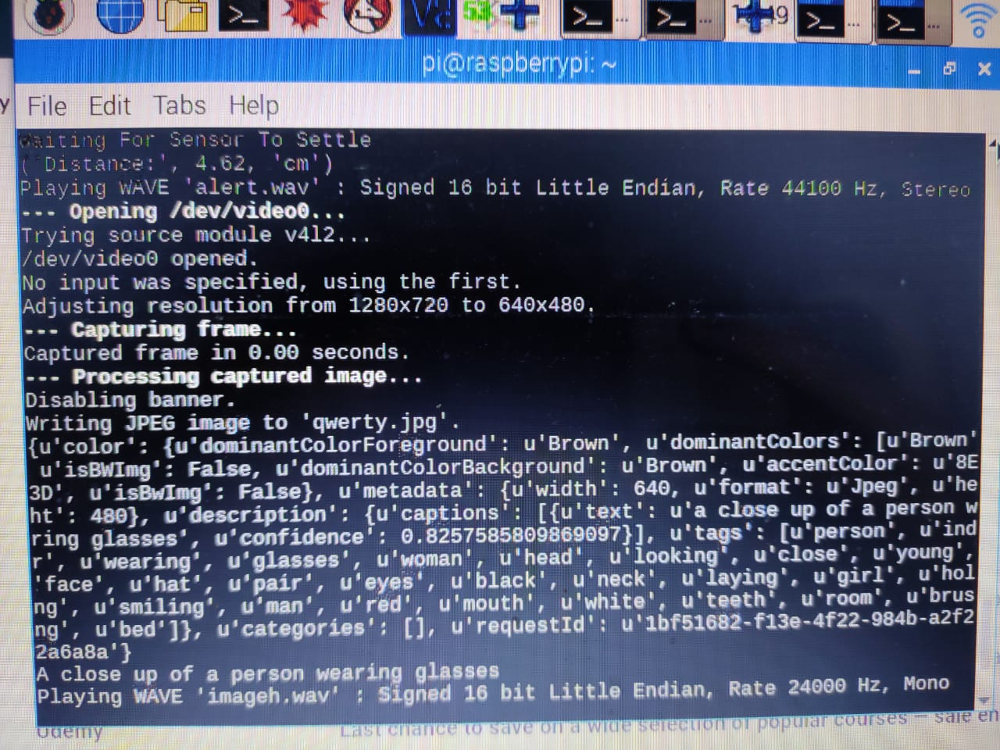 53
... ... 19 ... ...
pi@raspberrypi: ~
y
File Edit Tabs Help
Waiting For Sensor To Settle
('Distance:', 4.62, 'cm')
Playing WAVE 'alert.wav' : Signed 16 bit Little Endian, Rate 44100 Hz, Stereo
--- Opening /dev/video0...
Trying source module v4l2...
/dev/video0 opened.
No input was specified, using the first.
Adjusting resolution from 1280x720 to 640x480.
--- Capturing frame...
Captured frame in 0.00 seconds.
--- Processing captured image...
Disabling banner.
Writing JPEG image to 'qwerty.jpg'.
{u'color': {u'dominantColorForeground': u'Brown', u'dominantColors': [u'Brown'
u'isBWImg': False, u'dominantColorBackground': u'Brown', u'accentColor': u'8E
3D', u'isBwImg': False}, u'metadata': {u'width': 640, u'format': u'Jpeg', u'he
ht': 480}, u'description': {u'captions': [{u'text': u'a close up of a person w
ring glasses', u'confidence': 0.8257585809869097}], u'tags': [u'person', u'ind
r', u'wearing', u'glasses', u'woman', u'head', u'looking', u'close', u'young',
'face', u'hat', u'pair', u'eyes', u'black', u'neck', u'laying', u'girl', u'hol
ng', u'smiling', u'man', u'red', u'mouth', u'white', u'teeth', u'room', u'brus
ng', u'bed']}, u'categories': [], u'requestId': u'1bf51682-f13e-4f22-984b-a2f2
2a6a8a'}
A close up of a person wearing glasses
Playing WAVE 'imageh.wav' : Signed 16 bit Little Endian, Rate 24000 Hz, Mono
Udemy Last chance to save on a wide selection of popular courses – sale en